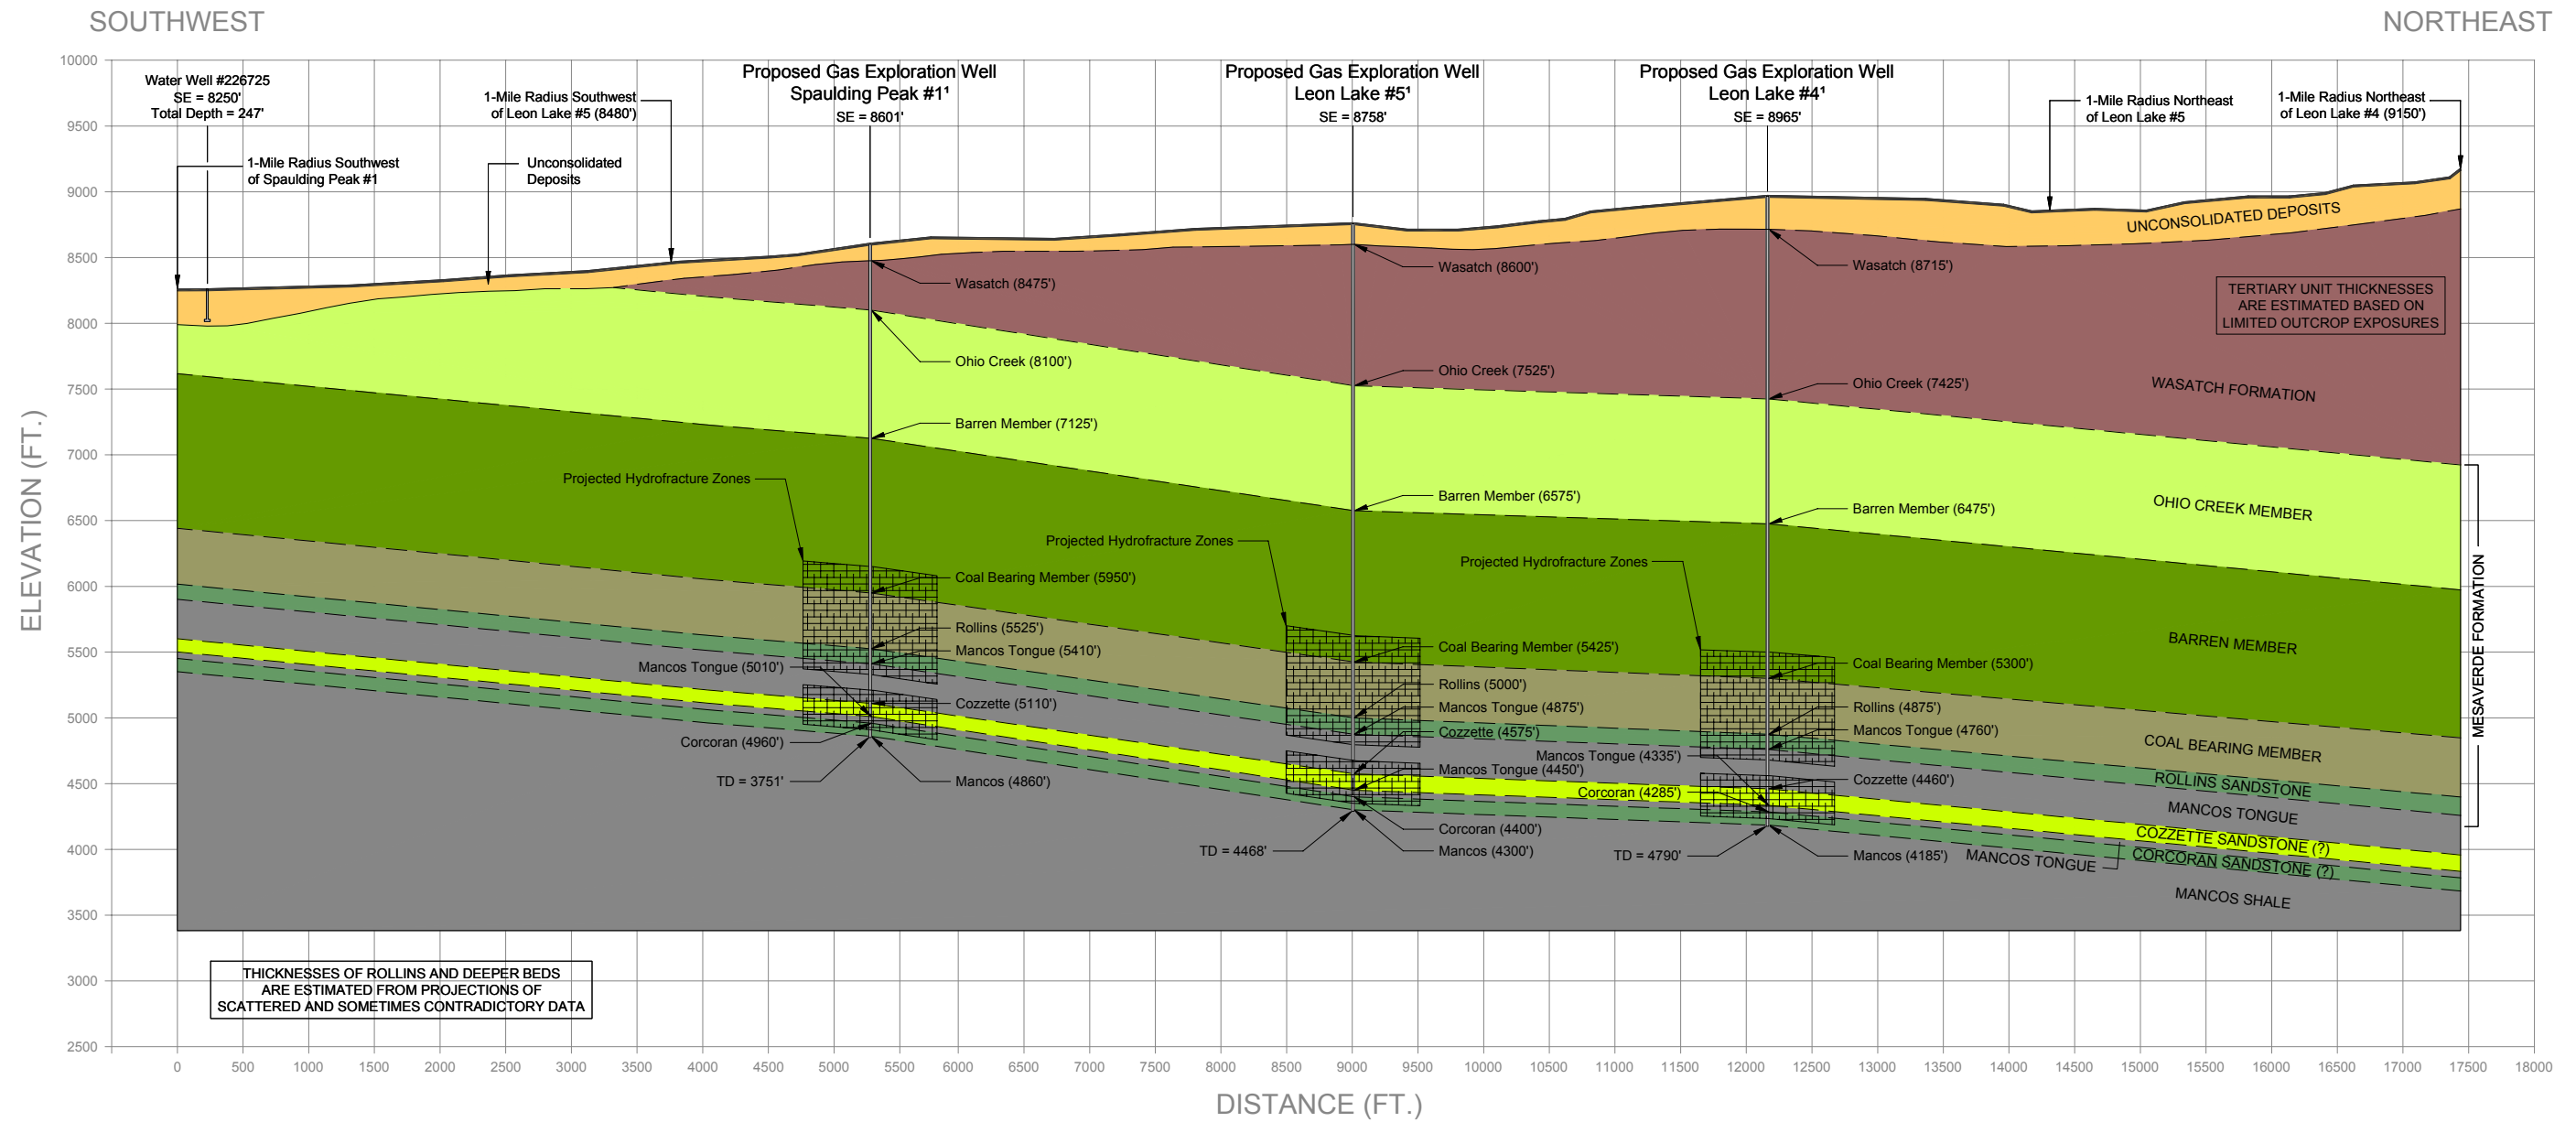 SOUTHWEST
NORTHEAST
Water Well #226725
SE = 8250'
Total Depth = 247'
1-Mile Radius Southwest
of Spaulding Peak #1
Unconsolidated
Deposits
1-Mile Radius Southwest
of Leon Lake #5 (8480')
Proposed Gas Exploration Well
Spaulding Peak #1¹
SE = 8601'
Proposed Gas Exploration Well
Leon Lake #5¹
SE = 8758'
Proposed Gas Exploration Well
Leon Lake #4¹
SE = 8965'
1-Mile Radius Northeast
of Leon Lake #5
1-Mile Radius Northeast
of Leon Lake #4 (9150')
ELEVATION (FT.)
10000
9500
9000
8500
8000
7500
7000
6500
6000
5500
5000
4500
4000
3500
3000
2500
Wasatch (8475')
Ohio Creek (8100')
Barren Member (7125')
Projected Hydrofracture Zones
Coal Bearing Member (5950')
Rollins (5525')
Mancos Tongue (5410')
Mancos Tongue (5010')
Cozzette (5110')
Corcoran (4960')
TD = 3751'
Mancos (4860')
Wasatch (8600')
Ohio Creek (7525')
Barren Member (6575')
Projected Hydrofracture Zones
Coal Bearing Member (5425')
Rollins (5000')
Mancos Tongue (4875')
Cozzette (4575')
Mancos Tongue (4450')
Corcoran (4400')
TD = 4468'
Mancos (4300')
Wasatch (8715')
Ohio Creek (7425')
Barren Member (6475')
Projected Hydrofracture Zones
Coal Bearing Member (5300')
Rollins (4875')
Mancos Tongue (4760')
Mancos Tongue (4335')
Cozzette (4460')
Corcoran (4285')
TD = 4790'
Mancos (4185')
UNCONSOLIDATED DEPOSITS
TERTIARY UNIT THICKNESSES
ARE ESTIMATED BASED ON
LIMITED OUTCROP EXPOSURES
WASATCH FORMATION
OHIO CREEK MEMBER
BARREN MEMBER
COAL BEARING MEMBER
ROLLINS SANDSTONE
MANCOS TONGUE
COZZETTE SANDSTONE (?)
MANCOS TONGUE
CORCORAN SANDSTONE (?)
MANCOS SHALE
MESAVERDE FORMATION
THICKNESSES OF ROLLINS AND DEEPER BEDS
ARE ESTIMATED FROM PROJECTIONS OF
SCATTERED AND SOMETIMES CONTRADICTORY DATA
0 500 1000 1500 2000 2500 3000 3500 4000 4500 5000 5500 6000 6500 7000 7500 8000 8500 9000 9500 10000 10500 11000 11500 12000 12500 13000 13500 14000 14500 15000 15500 16000 16500 17000 17500 18000
DISTANCE (FT.)